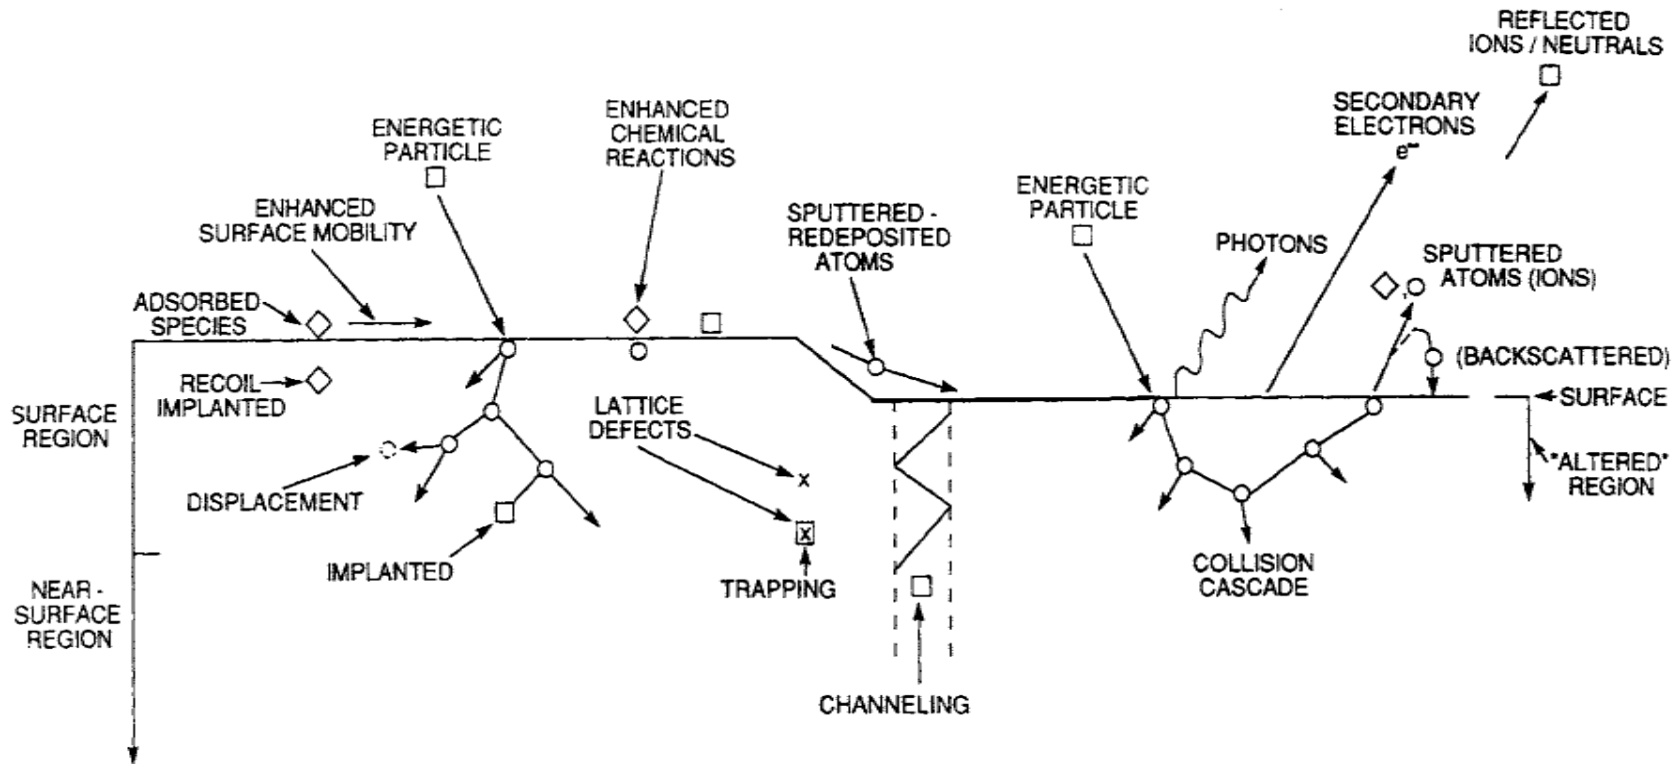 REFLECTED
IONS / NEUTRALS
SECONDARY
ELECTRONS
e⁻
ENHANCED
CHEMICAL
REACTIONS
ENERGETIC
PARTICLE
ENERGETIC
PARTICLE
ENHANCED
SURFACE MOBILITY
SPUTTERED -
REDEPOSITED
ATOMS
PHOTONS
SPUTTERED
ATOMS (IONS)
ADSORBED
SPECIES
(BACKSCATTERED)
RECOIL
IMPLANTED
SURFACE
SURFACE
REGION
LATTICE
DEFECTS
"ALTERED"
REGION
x
x
DISPLACEMENT
IMPLANTED
TRAPPING
COLLISION
CASCADE
NEAR -
SURFACE
REGION
CHANNELING